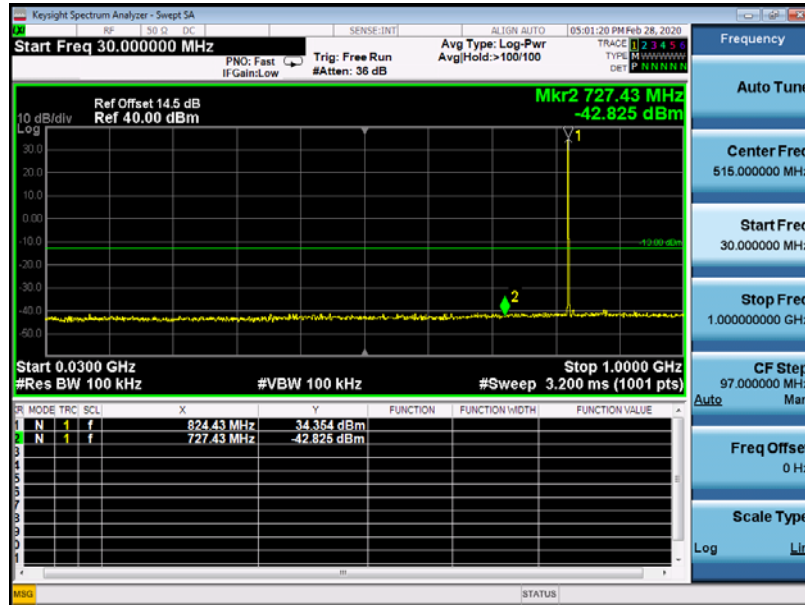 Keysight Spectrum Analyzer - Swept SA
RF 50 Ω DC SENSE:INT ALIGN AUTO 05:01:20 PM Feb 28, 2020
Start Freq 30.000000 MHz
PNO: Fast
IFGain:Low
Trig: Free Run
#Atten: 36 dB
Avg Type: Log-Pwr
Avg|Hold:>100/100
TRACE 1 2 3 4 5 6
TYPE M W W W W W
DET P N N N N N
Ref Offset 14.5 dB
Ref 40.00 dBm
Mkr2 727.43 MHz
-42.825 dBm
10 dB/div
Log
30.0
20.0
10.0
0.00
-10.0
-20.0
-30.0
-40.0
-50.0
1
-13.00 dBm
2
Start 0.0300 GHz
Stop 1.0000 GHz
#Res BW 100 kHz
#VBW 100 kHz
#Sweep 3.200 ms (1001 pts)
MODE TRC SCL X Y FUNCTION FUNCTION WIDTH FUNCTION VALUE
1 N 1 f 824.43 MHz 34.354 dBm
2 N 1 f 727.43 MHz -42.825 dBm
3
4
5
6
7
8
9
0
1
MSG
STATUS
Frequency
Auto Tune
Center Freq
515.000000 MHz
Start Freq
30.000000 MHz
Stop Freq
1.000000000 GHz
CF Step
97.000000 MHz
Auto Man
Freq Offset
0 Hz
Scale Type
Log Lin